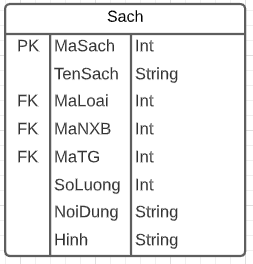 Sach
PK MaSach Int
TenSach String
FK MaLoai Int
FK MaNXB Int
FK MaTG Int
SoLuong Int
NoiDung String
Hinh String